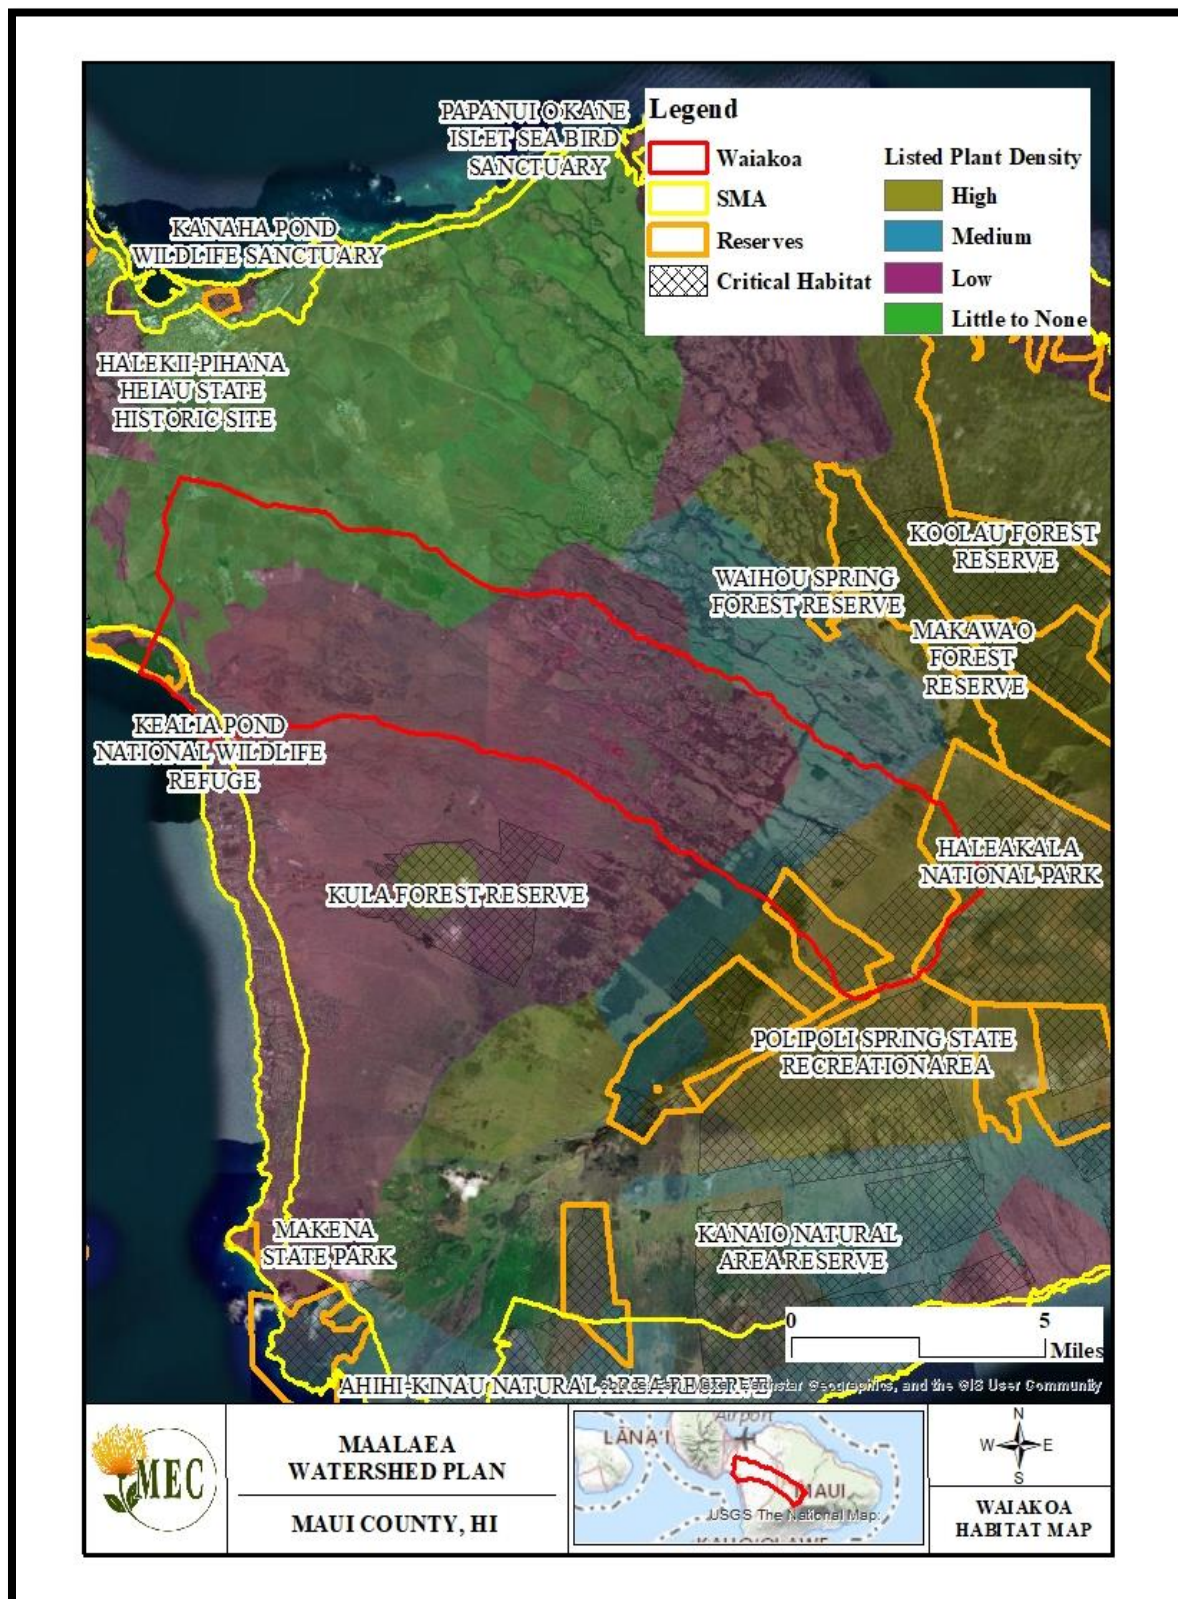 PAPANUI O KANE
ISLET SEA BIRD
SANCTUARY
Legend
Waiakoa
SMA
Reserves
Critical Habitat
Listed Plant Density
High
Medium
Low
Little to None
KANAHA POND
WILDLIFE SANCTUARY
HALEKII-PIHANA
HEIAU STATE
HISTORIC SITE
KOOLAU FOREST
RESERVE
WAIHOU SPRING
FOREST RESERVE
MAKAWAO
FOREST
RESERVE
KEALIA POND
NATIONAL WILDLIFE
REFUGE
HALEAKALA
NATIONAL PARK
KULA FOREST RESERVE
POLIPOLI SPRING STATE
RECREATION AREA
MAKENA
STATE PARK
KANAIO NATURAL
AREA RESERVE
0 5
Miles
AHIHI-KINAU NATURAL AREA RESERVE
Earthstar Geographics, and the GIS User Community
MEC
MAALAEA
WATERSHED PLAN
MAUI COUNTY, HI
Airport
LĀNAʻI
MAUI
USGS The National Map:
N
W E
S
WAIAKOA
HABITAT MAP